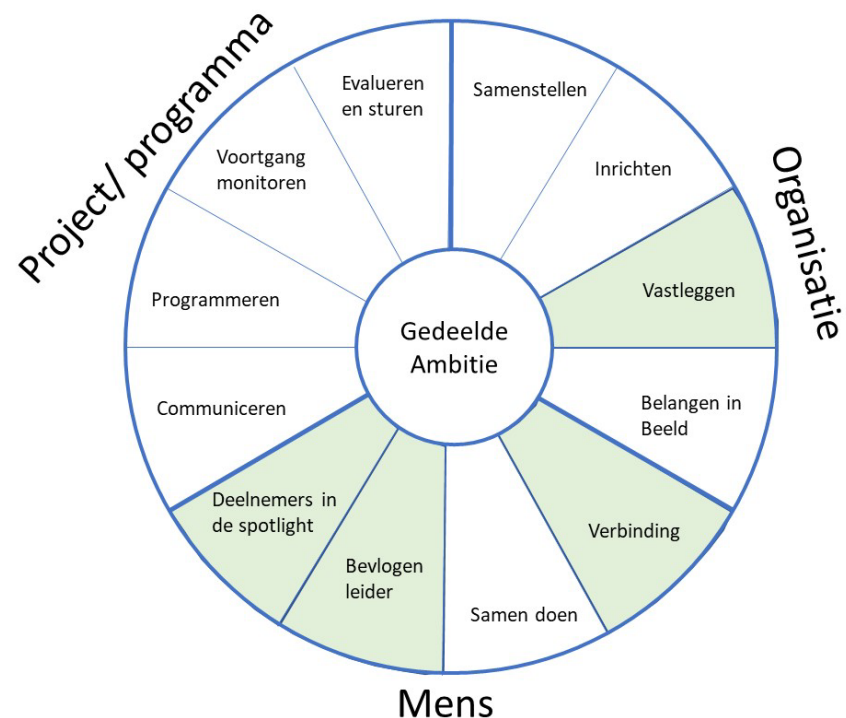 Project/ programma
Organisatie
Mens
Gedeelde
Ambitie
Samenstellen
Inrichten
Vastleggen
Belangen in
Beeld
Verbinding
Samen doen
Bevlogen
leider
Deelnemers in
de spotlight
Communiceren
Programmeren
Voortgang
monitoren
Evalueren
en sturen